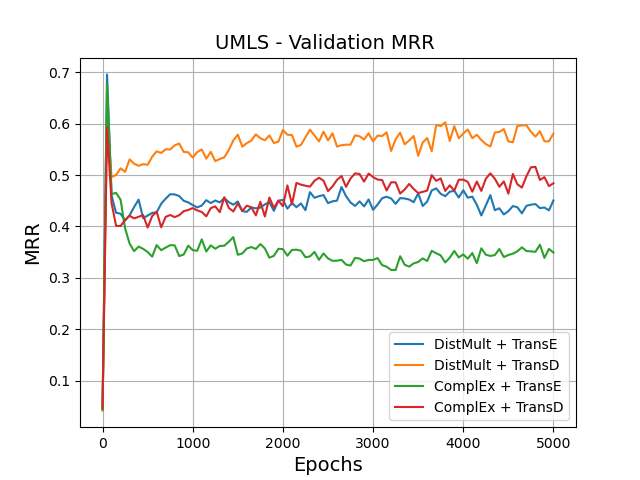 UMLS - Validation MRR
MRR
0.7
0.6
0.5
0.4
0.3
0.2
0.1
0
1000
2000
3000
4000
5000
Epochs
DistMult + TransE
DistMult + TransD
ComplEx + TransE
ComplEx + TransD